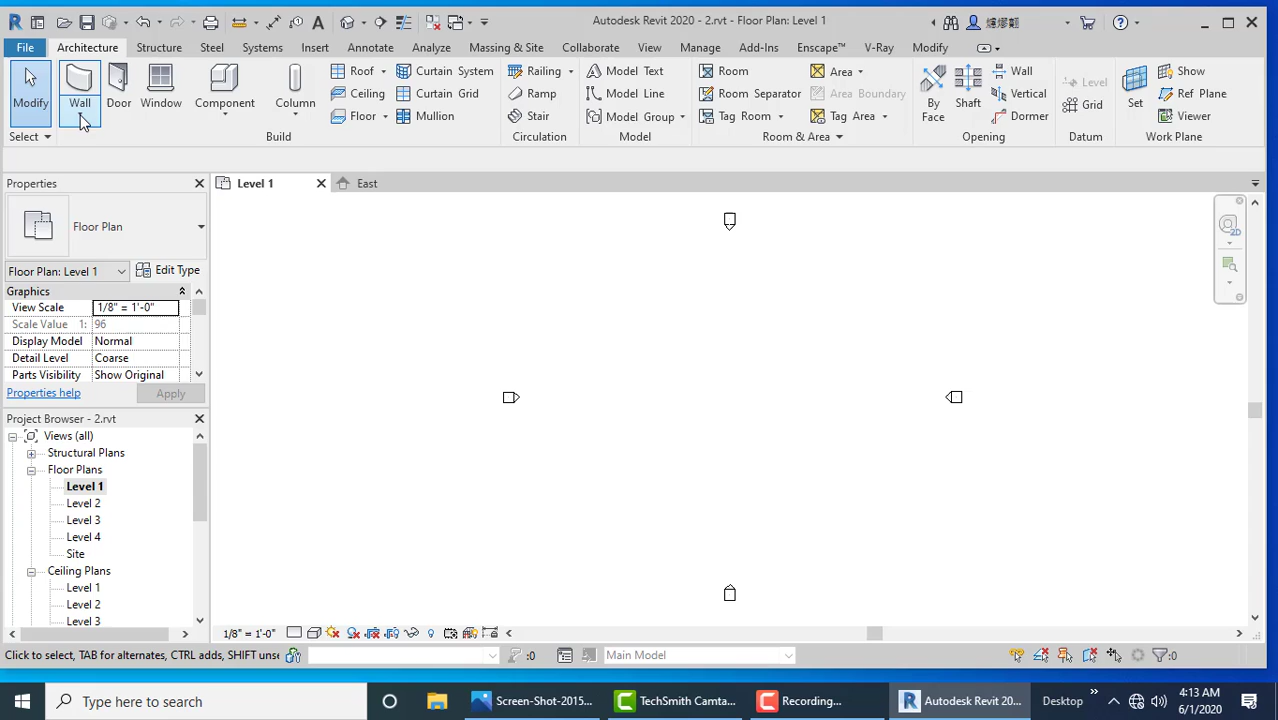 Autodesk Revit 2020 - 2.rvt - Floor Plan: Level 1
File Architecture Structure Steel Systems Insert Annotate Analyze Massing & Site Collaborate View Manage Add-Ins Enscape™ V-Ray Modify
Modify Wall Door Window Component Column
Roof Curtain System Railing Model Text Room Area Wall Level Show
Ceiling Curtain Grid Ramp Model Line Room Separator Area Boundary By Face Shaft Vertical Grid Set Ref Plane
Floor Mullion Stair Model Group Tag Room Tag Area Dormer Viewer
Select Build Circulation Model Room & Area Opening Datum Work Plane
Properties
Level 1 East
Floor Plan
Floor Plan: Level 1 Edit Type
Graphics
View Scale 1/8" = 1'-0"
Scale Value 1: 96
Display Model Normal
Detail Level Coarse
Parts Visibility Show Original
Properties help Apply
Project Browser - 2.rvt
Views (all)
Structural Plans
Floor Plans
Level 1
Level 2
Level 3
Level 4
Site
Ceiling Plans
Level 1
Level 2
Level 3
2D
1/8" = 1'-0"
Click to select, TAB for alternates, CTRL adds, SHIFT unse :0 Main Model :0
Type here to search Screen-Shot-2015... TechSmith Camta... Recording... Autodesk Revit 20... Desktop
4:13 AM
6/1/2020